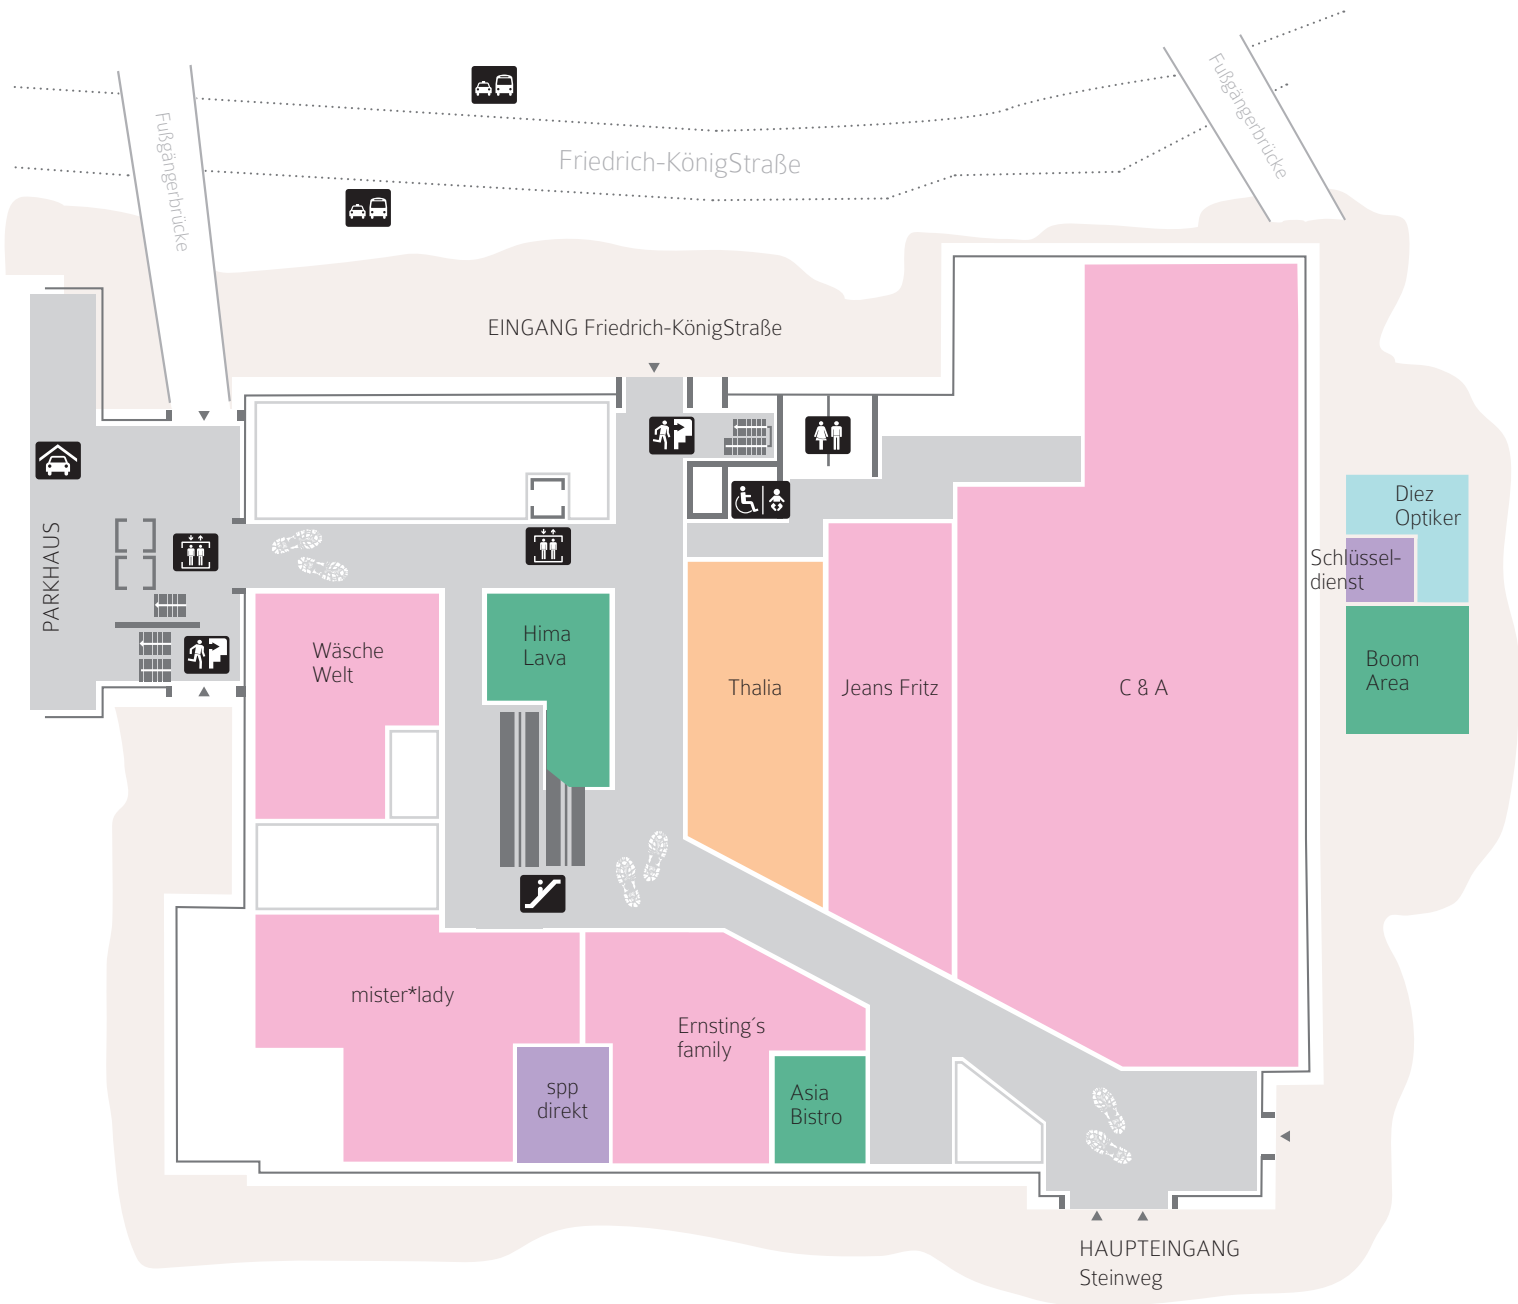 Fußgängerbrücke
Fußgängerbrücke
Friedrich-KönigStraße
EINGANG Friedrich-KönigStraße
PARKHAUS
Diez
Optiker
Schlüssel-
dienst
Boom
Area
Wäsche
Welt
Hima
Lava
Thalia
Jeans Fritz
C & A
mister*lady
Ernsting´s
family
spp
direkt
Asia
Bistro
HAUPTEINGANG
Steinweg